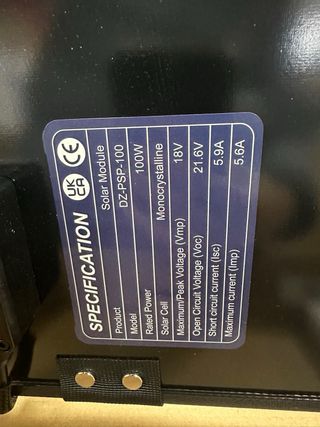 SPECIFICATION UK CA CE
Product Solar Module
Model DZ-PSP-100
Rated Power 100W
Solar Cell Monocrystalline
Maximum/Peak Voltage (Vmp) 18V
Open Circuit Voltage (Voc) 21.6V
Short circuit current (Isc) 5.9A
Maximum current (Imp) 5.6A